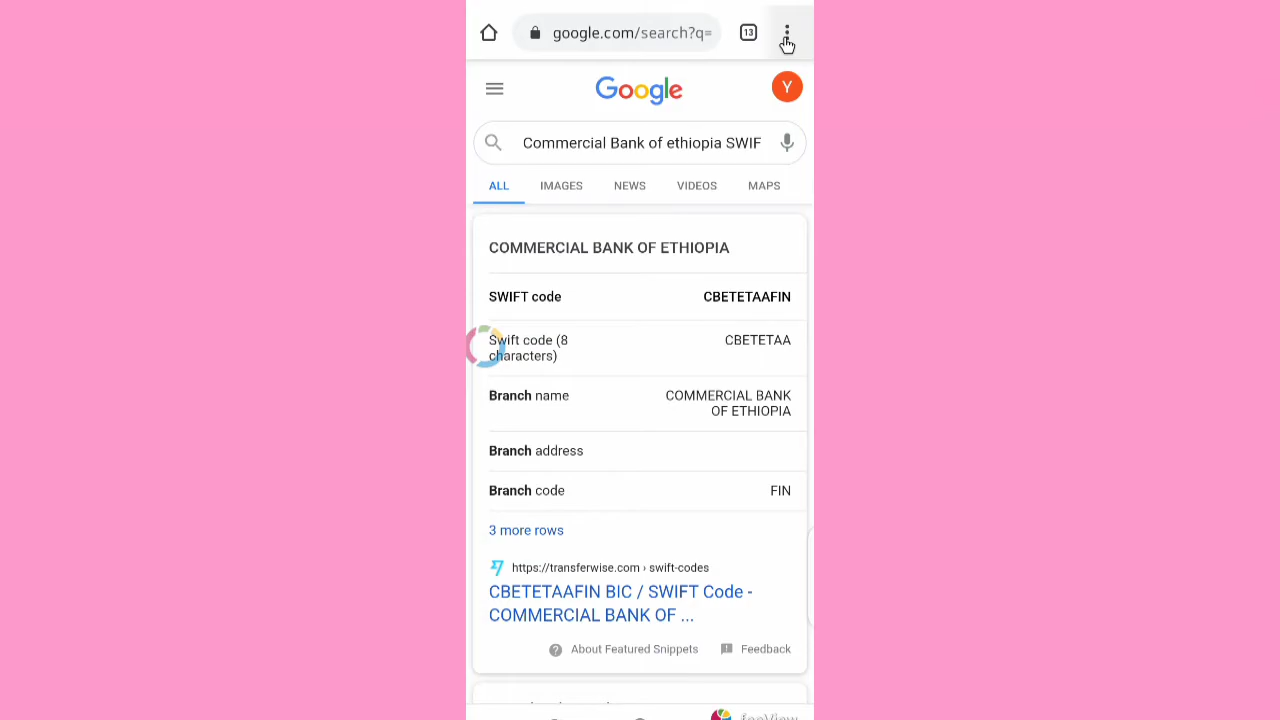 google.com/search?q=
13
Google
Y
Commercial Bank of ethiopia SWIF
ALL IMAGES NEWS VIDEOS MAPS
COMMERCIAL BANK OF ETHIOPIA
SWIFT code CBETETAAFIN
Swift code (8 CBETETAA
characters)
Branch name COMMERCIAL BANK
OF ETHIOPIA
Branch address
Branch code FIN
3 more rows
https://transferwise.com › swift-codes
CBETETAAFIN BIC / SWIFT Code -
COMMERCIAL BANK OF ...
About Featured Snippets Feedback